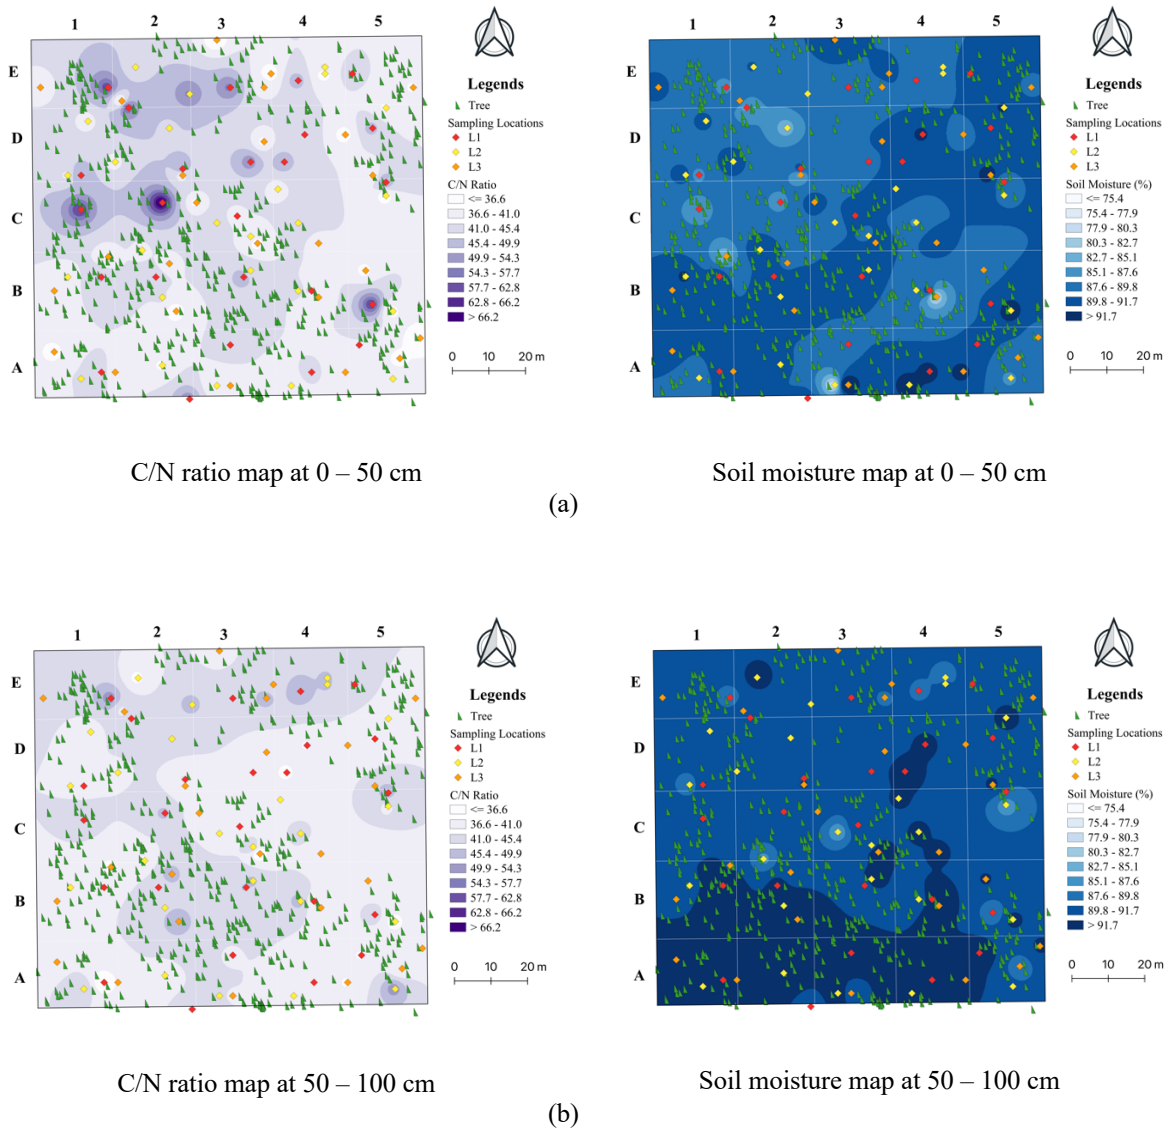 1 2 3 4 5
E
D
C
B
A
Legends
Tree
Sampling Locations
L1
L2
L3
C/N Ratio
<= 36.6
36.6 - 41.0
41.0 - 45.4
45.4 - 49.9
49.9 - 54.3
54.3 - 57.7
57.7 - 62.8
62.8 - 66.2
> 66.2
0 10 20 m
1 2 3 4 5
E
D
C
B
A
Legends
Tree
Sampling Locations
L1
L2
L3
Soil Moisture (%)
<= 75.4
75.4 - 77.9
77.9 - 80.3
80.3 - 82.7
82.7 - 85.1
85.1 - 87.6
87.6 - 89.8
89.8 - 91.7
> 91.7
0 10 20 m
C/N ratio map at 0 – 50 cm
Soil moisture map at 0 – 50 cm
(a)
1 2 3 4 5
E
D
C
B
A
Legends
Tree
Sampling Locations
L1
L2
L3
C/N Ratio
<= 36.6
36.6 - 41.0
41.0 - 45.4
45.4 - 49.9
49.9 - 54.3
54.3 - 57.7
57.7 - 62.8
62.8 - 66.2
> 66.2
0 10 20 m
1 2 3 4 5
E
D
C
B
A
Legends
Tree
Sampling Locations
L1
L2
L3
Soil Moisture (%)
<= 75.4
75.4 - 77.9
77.9 - 80.3
80.3 - 82.7
82.7 - 85.1
85.1 - 87.6
87.6 - 89.8
89.8 - 91.7
> 91.7
0 10 20 m
C/N ratio map at 50 – 100 cm
Soil moisture map at 50 – 100 cm
(b)